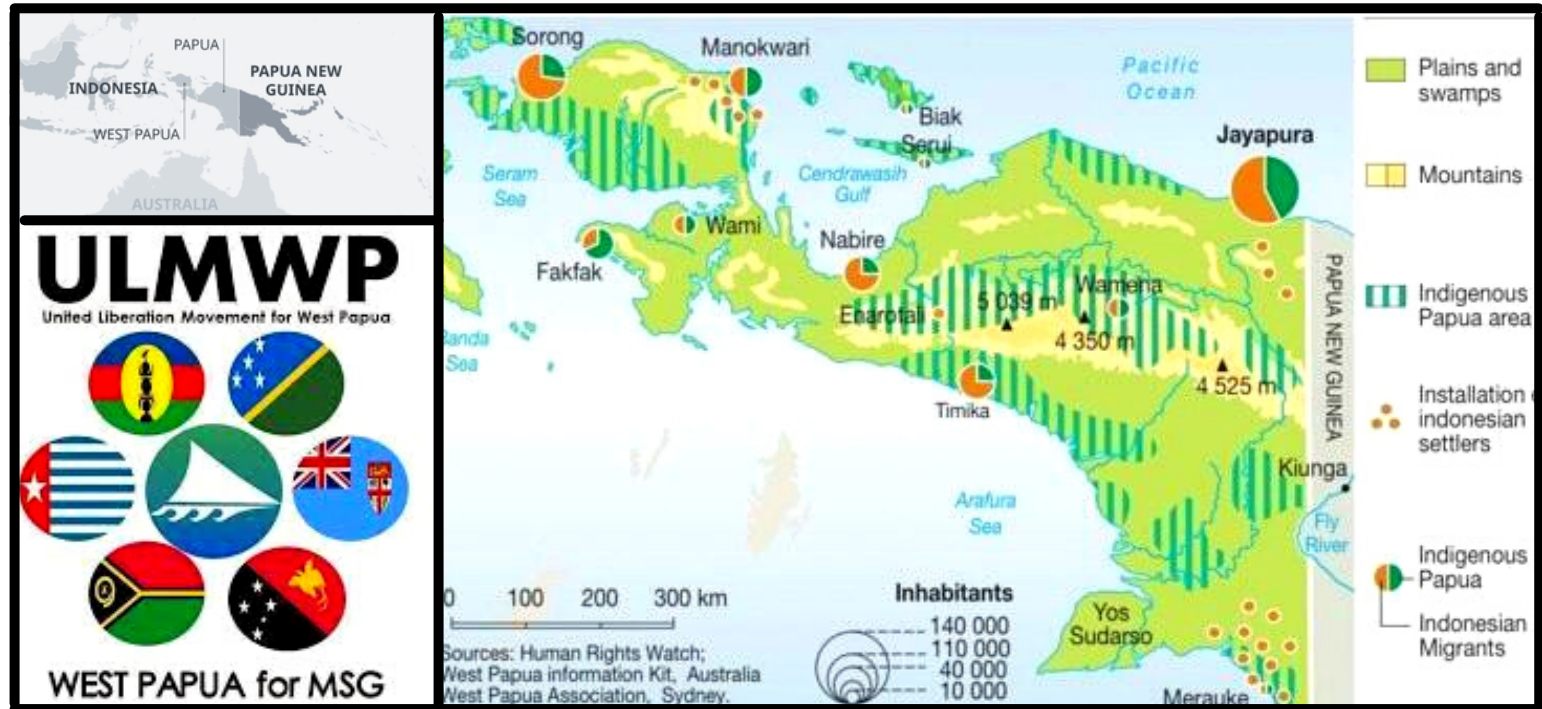 PAPUA
INDONESIA
PAPUA NEW
GUINEA
WEST PAPUA
AUSTRALIA
ULMWP
United Liberation Movement for West Papua
WEST PAPUA for MSG
Sorong
Manokwari
Pacific
Ocean
Biak
Serui
Jayapura
Seram
Sea
Cendrawasih
Gulf
Wami
Fakfak
Nabire
Enarotali
5 039 m
Wamena
4 350 m
4 525 m
Banda
Sea
Timika
PAPUA NEW GUINEA
Kiunga
Arafura
Sea
Fly
River
Yos
Sudarso
Merauke
0 100 200 300 km
Sources: Human Rights Watch;
West Papua information Kit, Australia
West Papua Association, Sydney.
Inhabitants
140 000
110 000
40 000
10 000
Plains and
swamps
Mountains
Indigenous
Papua area
Installation
indonesian
settlers
Indigenous
Papua
Indonesian
Migrants